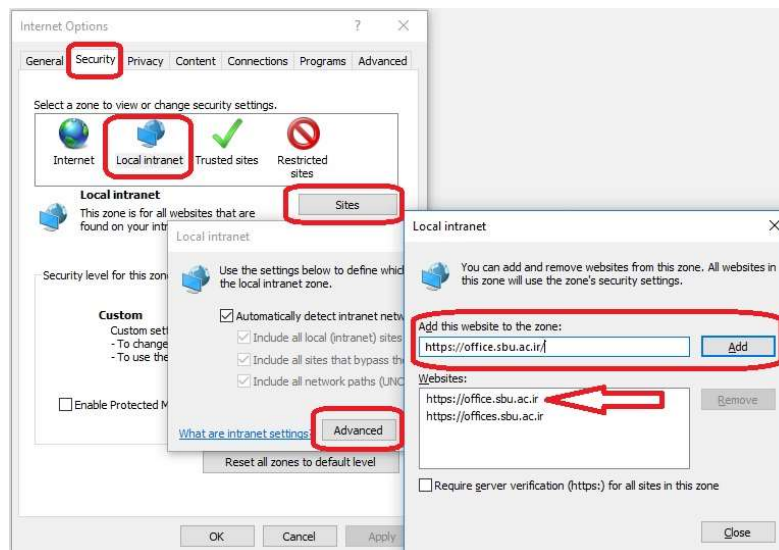 Internet Options
General Security Privacy Content Connections Programs Advanced
Select a zone to view or change security settings.
Internet
Local intranet
Trusted sites
Restricted
sites
Local intranet
This zone is for all websites that are
found on your intr
Sites
Security level for this zon
Custom
Custom sett
- To change
- To use the
Enable Protected M
Reset all zones to default level
OK Cancel Apply
Local intranet
Use the settings below to define whic
the local intranet zone.
Automatically detect intranet netw
Include all local (intranet) sites
Include all sites that bypass the
Include all network paths (UNC
What are intranet settings?
Advanced
Local intranet
You can add and remove websites from this zone. All websites in
this zone will use the zone's security settings.
Add this website to the zone:
https://office.sbu.ac.ir/
Add
Websites:
https://office.sbu.ac.ir
https://offices.sbu.ac.ir
Remove
Require server verification (https:) for all sites in this zone
Close